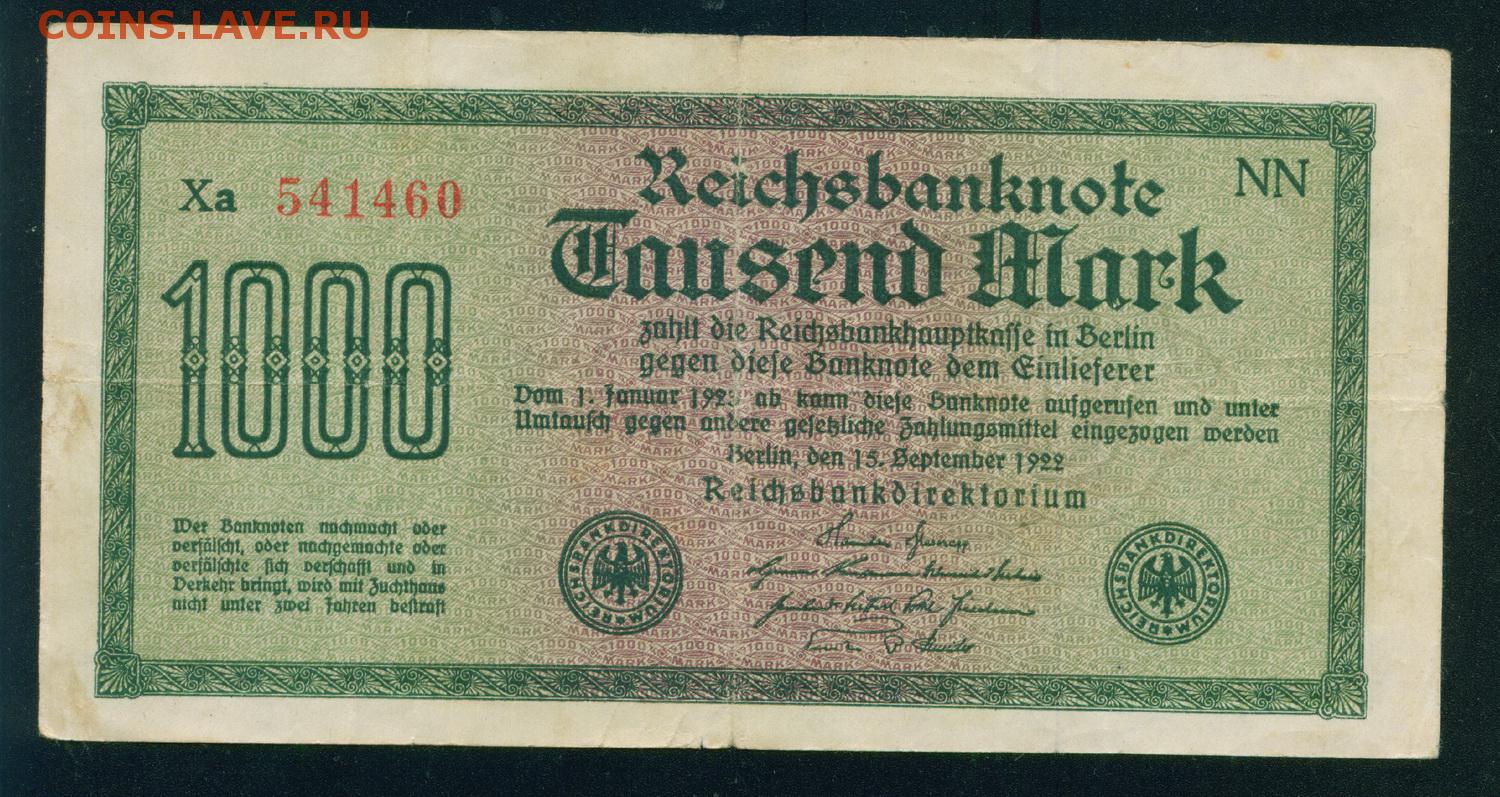 COINS.LAVE.RU
Xa 541460
NN
Reichsbanknote
Tausend Mark
1000
zahlt die Reichsbankhauptkasse in Berlin
gegen diese Banknote dem Einlieferer
Vom 1. Januar 1923 ab kann diese Banknote aufgerufen und unter
Umtausch gegen andere gesetzliche Zahlungsmittel eingezogen werden
Berlin, den 15. September 1922
Reichsbankdirektorium
Wer Banknoten nachmacht oder
verfälscht, oder nachgemachte oder
verfälschte sich verschafft und in
Verkehr bringt, wird mit Zuchthaus
nicht unter zwei Jahren bestraft
REICHSBANKDIREKTORIUM
REICHSBANKDIREKTORIUM